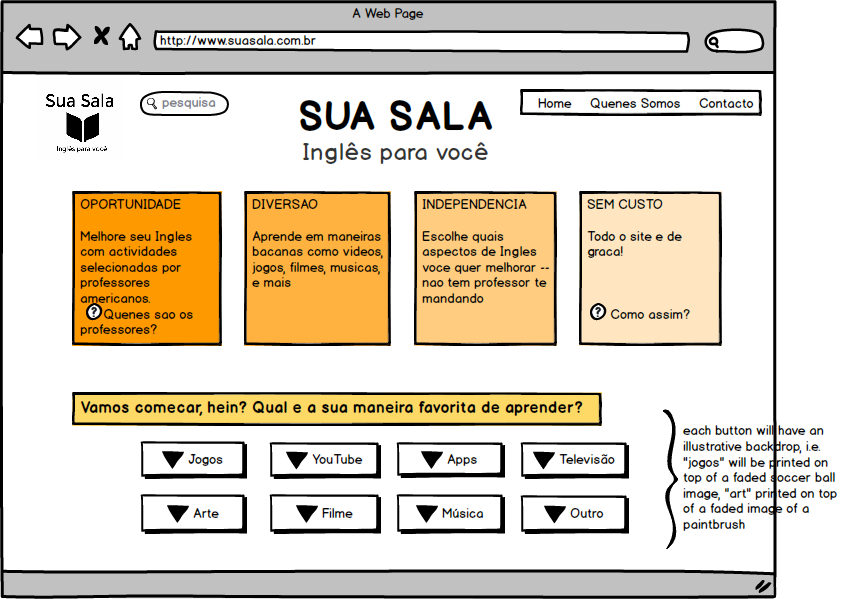 A Web Page
http://www.suasala.com.br
Sua Sala
Inglês para você
pesquisa
SUA SALA
Inglês para você
Home Quenes Somos Contacto
OPORTUNIDADE
Melhore seu Ingles
com actividades
selecionadas por
professores
americanos.
? Quenes sao os
professores?
DIVERSAO
Aprende em maneiras
bacanas como videos,
jogos, filmes, musicas,
e mais
INDEPENDENCIA
Escolhe quais
aspectos de Ingles
voce quer melhorar --
nao tem professor te
mandando
SEM CUSTO
Todo o site e de
graca!
? Como assim?
Vamos comecar, hein? Qual e a sua maneira favorita de aprender?
Jogos
YouTube
Apps
Televisão
Arte
Filme
Música
Outro
each button will have an
illustrative backdrop, i.e.
"jogos" will be printed on
top of a faded soccer ball
image, "art" printed on top
of a faded image of a
paintbrush